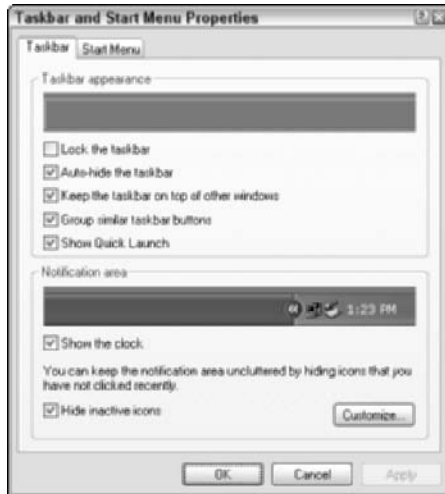 Taskbar and Start Menu Properties
Taskbar
Start Menu
Taskbar appearance
Lock the taskbar
Auto-hide the taskbar
Keep the taskbar on top of other windows
Group similar taskbar buttons
Show Quick Launch
Notification area
1:23 PM
Show the clock
You can keep the notification area uncluttered by hiding icons that you
have not clicked recently.
Hide inactive icons
Customize...
OK
Cancel
Apply